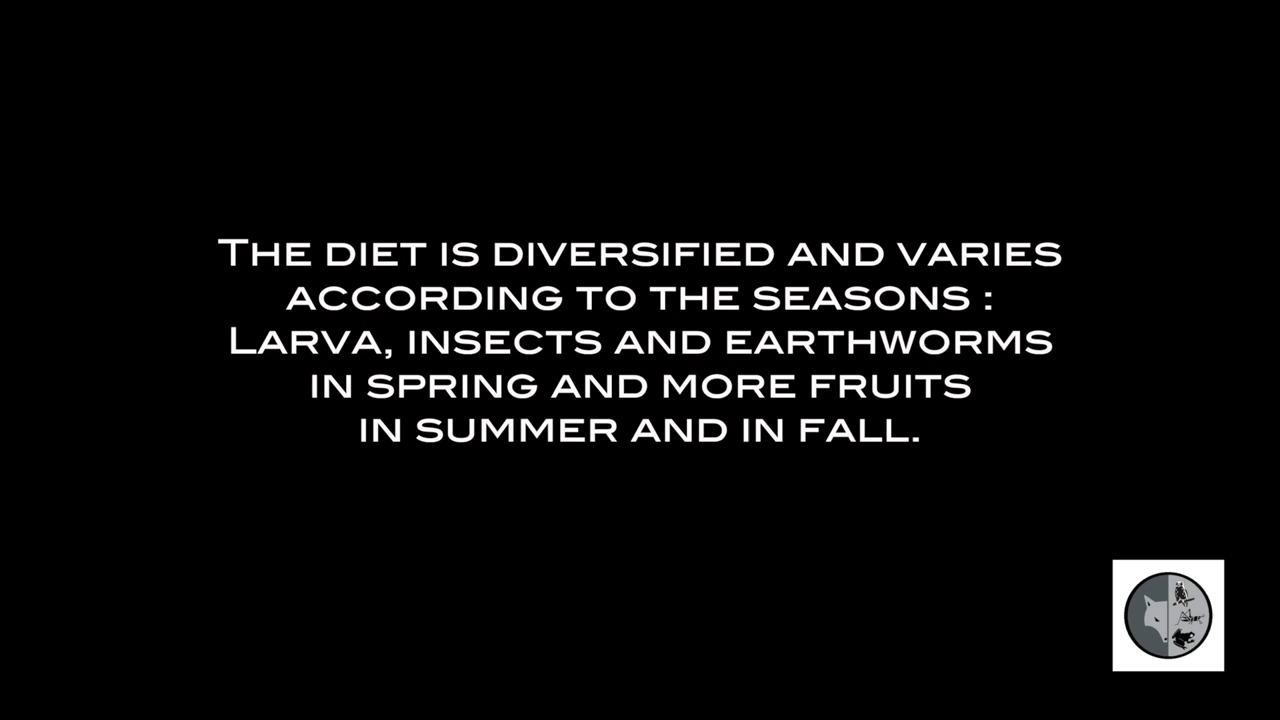 The diet is diversified and varies
according to the seasons :
Larva, insects and earthworms
in spring and more fruits
in summer and in fall.